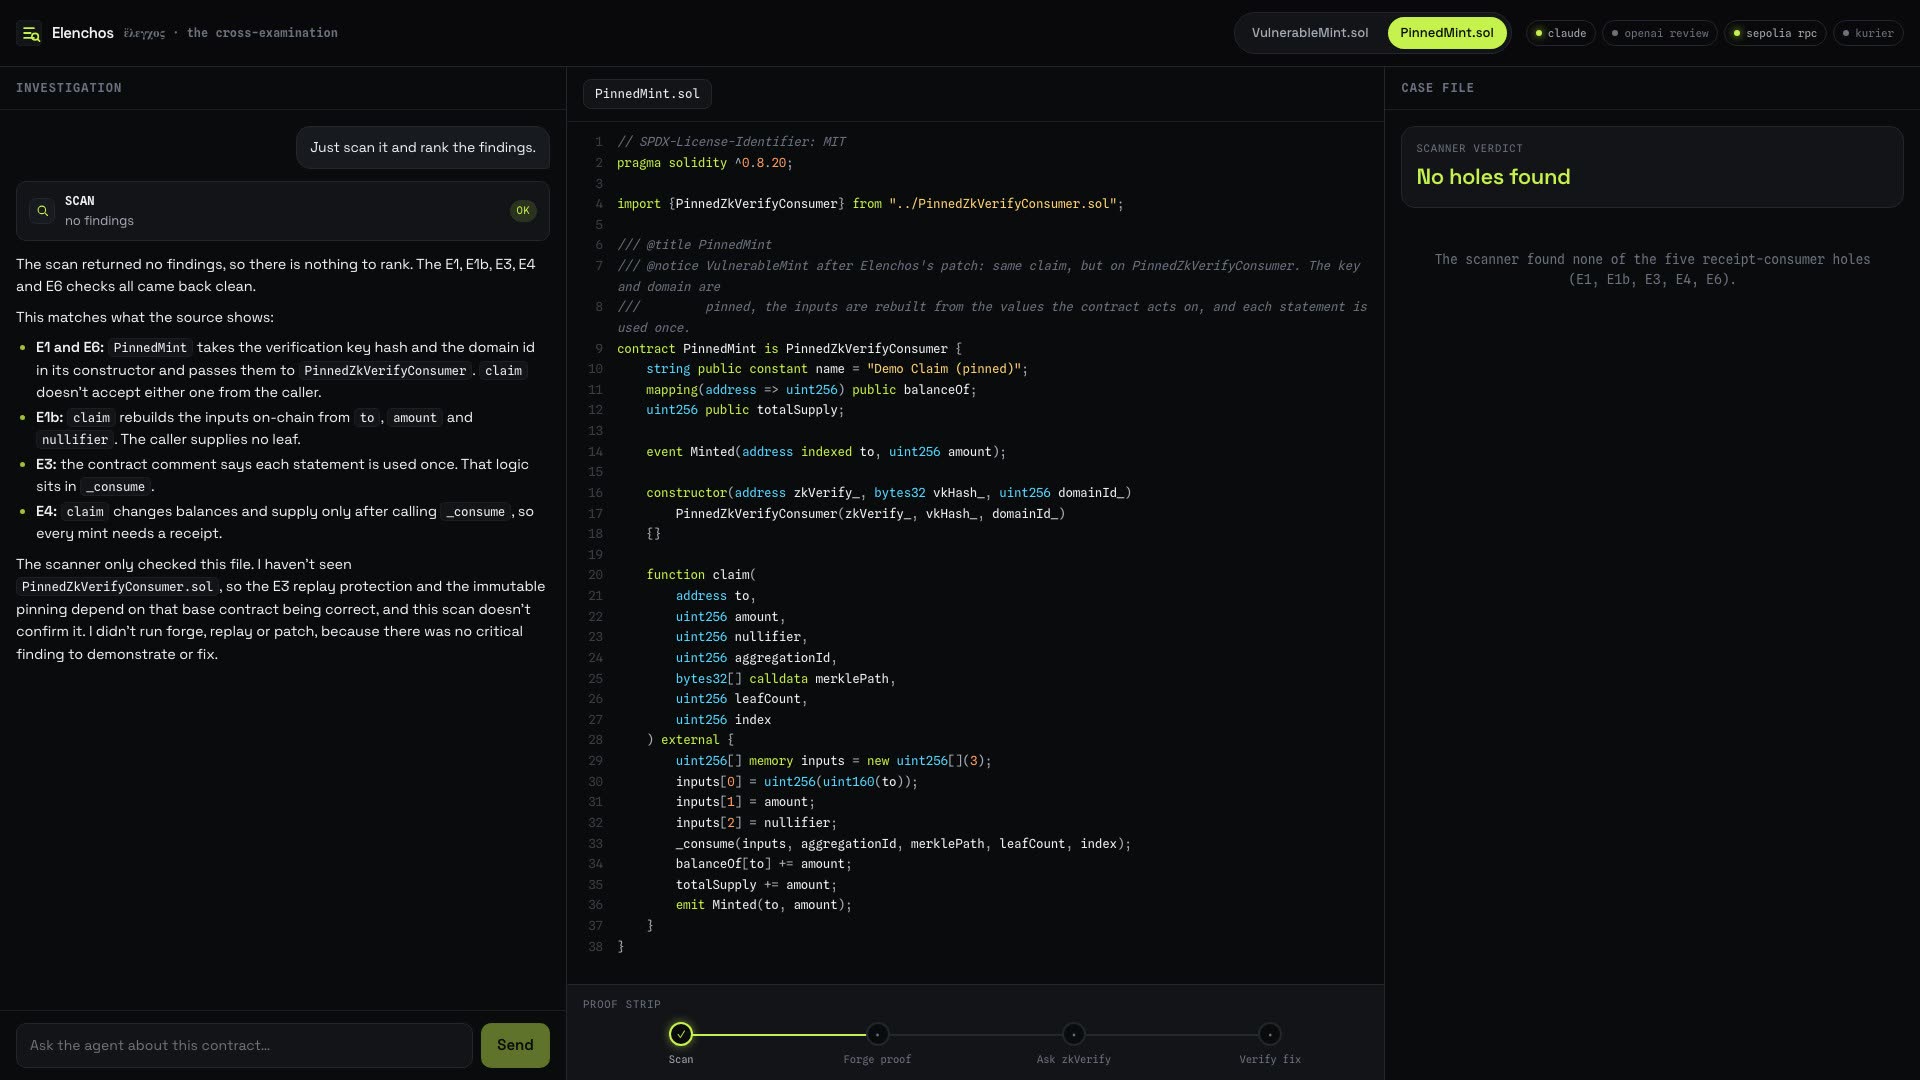 Elenchos ἔλεγχος · the cross-examination
VulnerableMint.sol
PinnedMint.sol
claude
openai review
sepolia rpc
kurier
INVESTIGATION
Just scan it and rank the findings.
SCAN
no findings
OK
The scan returned no findings, so there is nothing to rank. The E1, E1b, E3, E4
and E6 checks all came back clean.
This matches what the source shows:
• E1 and E6: PinnedMint takes the verification key hash and the domain id
in its constructor and passes them to PinnedZkVerifyConsumer. claim
doesn't accept either one from the caller.
• E1b: claim rebuilds the inputs on-chain from to, amount and
nullifier. The caller supplies no leaf.
• E3: the contract comment says each statement is used once. That logic
sits in _consume.
• E4: claim changes balances and supply only after calling _consume, so
every mint needs a receipt.
The scanner only checked this file. I haven't seen
PinnedZkVerifyConsumer.sol, so the E3 replay protection and the immutable
pinning depend on that base contract being correct, and this scan doesn't
confirm it. I didn't run forge, replay or patch, because there was no critical
finding to demonstrate or fix.
Ask the agent about this contract…
Send
PinnedMint.sol
1 // SPDX-License-Identifier: MIT
2 pragma solidity ^0.8.20;
3
4 import {PinnedZkVerifyConsumer} from "../PinnedZkVerifyConsumer.sol";
5
6 /// @title PinnedMint
7 /// @notice VulnerableMint after Elenchos's patch: same claim, but on PinnedZkVerifyConsumer. The key
and domain are
8 ///         pinned, the inputs are rebuilt from the values the contract acts on, and each statement is
used once.
9 contract PinnedMint is PinnedZkVerifyConsumer {
10     string public constant name = "Demo Claim (pinned)";
11     mapping(address => uint256) public balanceOf;
12     uint256 public totalSupply;
13
14     event Minted(address indexed to, uint256 amount);
15
16     constructor(address zkVerify_, bytes32 vkHash_, uint256 domainId_)
17         PinnedZkVerifyConsumer(zkVerify_, vkHash_, domainId_)
18     {}
19
20     function claim(
21         address to,
22         uint256 amount,
23         uint256 nullifier,
24         uint256 aggregationId,
25         bytes32[] calldata merklePath,
26         uint256 leafCount,
27         uint256 index
28     ) external {
29         uint256[] memory inputs = new uint256[](3);
30         inputs[0] = uint256(uint160(to));
31         inputs[1] = amount;
32         inputs[2] = nullifier;
33         _consume(inputs, aggregationId, merklePath, leafCount, index);
34         balanceOf[to] += amount;
35         totalSupply += amount;
36         emit Minted(to, amount);
37     }
38 }
PROOF STRIP
Scan
Forge proof
Ask zkVerify
Verify fix
CASE FILE
SCANNER VERDICT
No holes found
The scanner found none of the five receipt-consumer holes
(E1, E1b, E3, E4, E6).